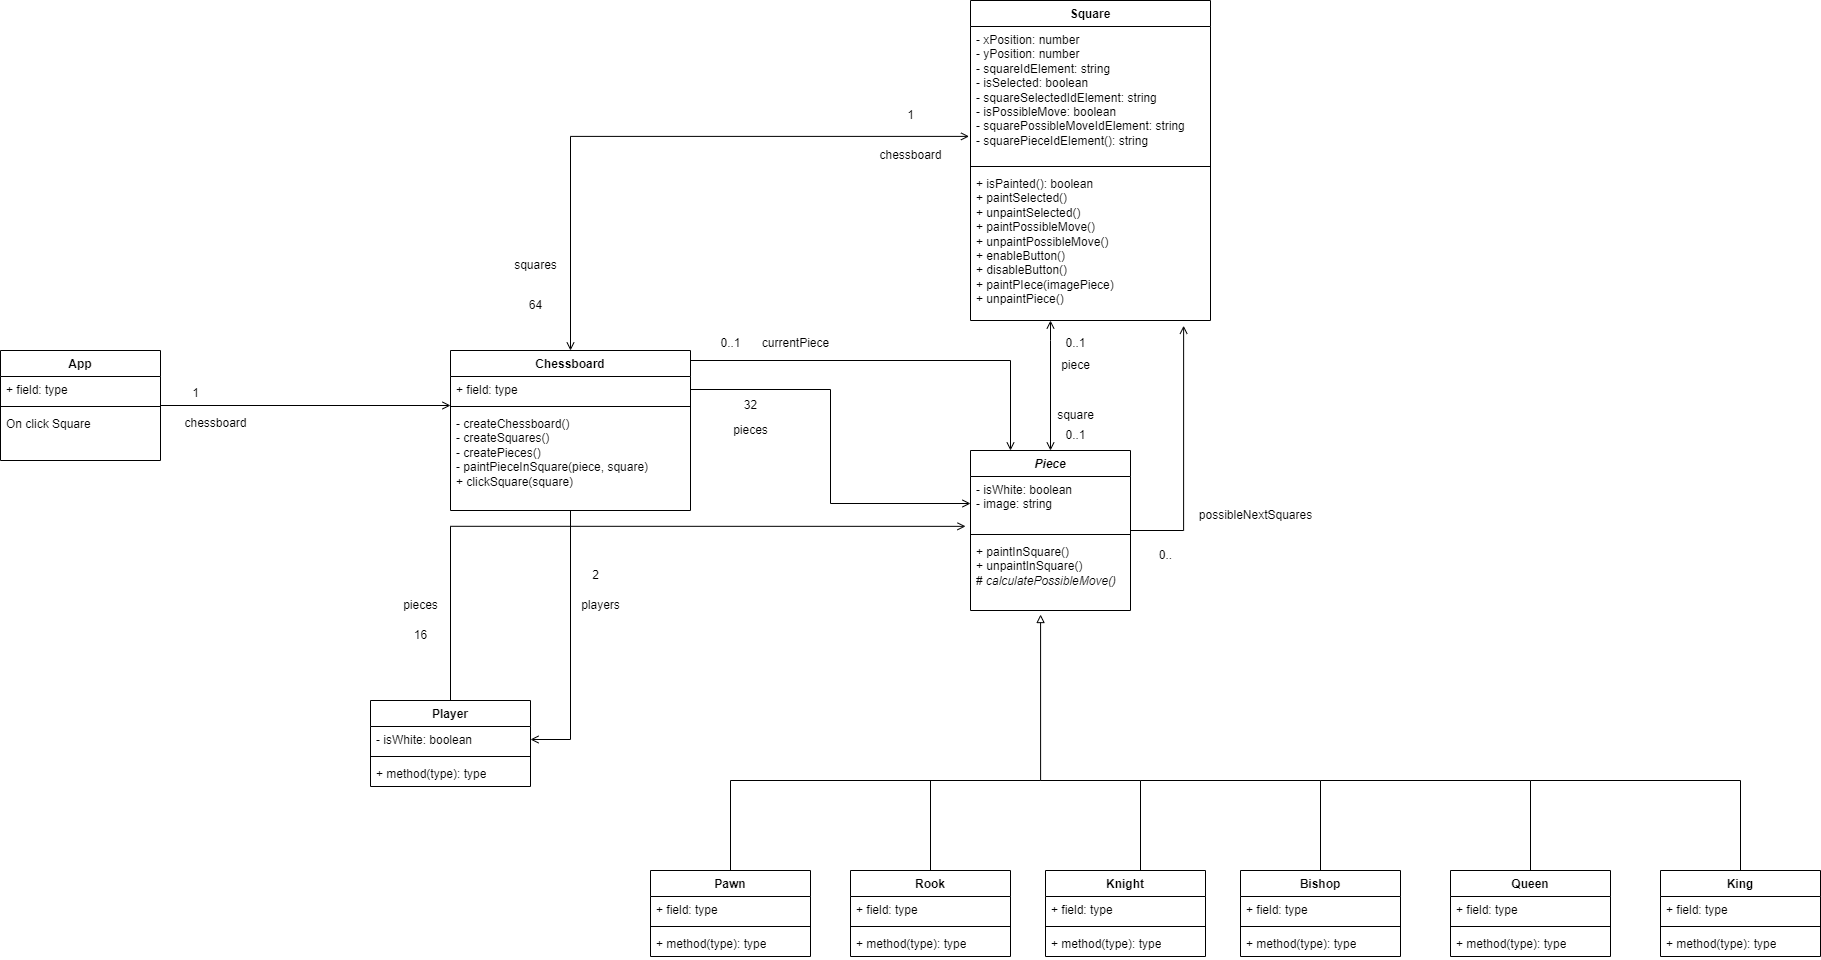 Square
- xPosition: number
- yPosition: number
- squareIdElement: string
- isSelected: boolean
- squareSelectedIdElement: string
- isPossibleMove: boolean
- squarePossibleMoveIdElement: string
- squarePieceIdElement(): string
+ isPainted(): boolean
+ paintSelected()
+ unpaintSelected()
+ paintPossibleMove()
+ unpaintPossibleMove()
+ enableButton()
+ disableButton()
+ paintPIece(imagePiece)
+ unpaintPiece()
1
chessboard
squares
64
App
+ field: type
On click Square
1
chessboard
Chessboard
+ field: type
- createChessboard()
- createSquares()
- createPieces()
- paintPieceInSquare(piece, square)
+ clickSquare(square)
0..1 currentPiece
32
pieces
0..1
piece
square
0..1
Piece
- isWhite: boolean
- image: string
+ paintInSquare()
+ unpaintInSquare()
# calculatePossibleMove()
possibleNextSquares
0..
2
players
pieces
16
Player
- isWhite: boolean
+ method(type): type
Pawn
+ field: type
+ method(type): type
Rook
+ field: type
+ method(type): type
Knight
+ field: type
+ method(type): type
Bishop
+ field: type
+ method(type): type
Queen
+ field: type
+ method(type): type
King
+ field: type
+ method(type): type